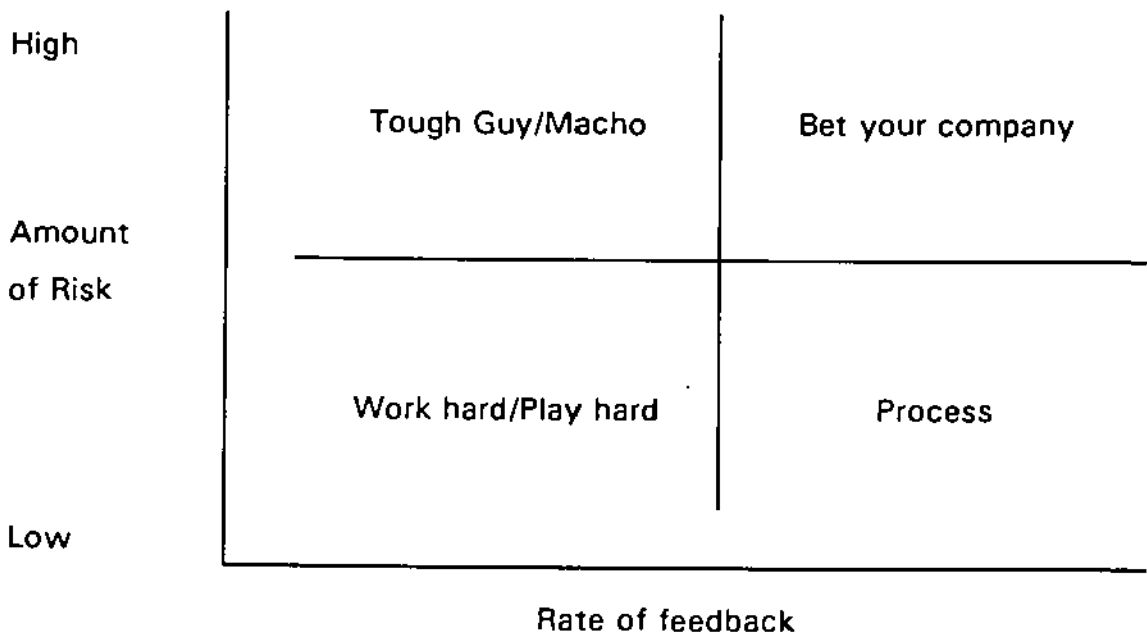 High
Tough Guy/Macho
Bet your company
Amount
of Risk
Work hard/Play hard
Process
Low
Rate of feedback